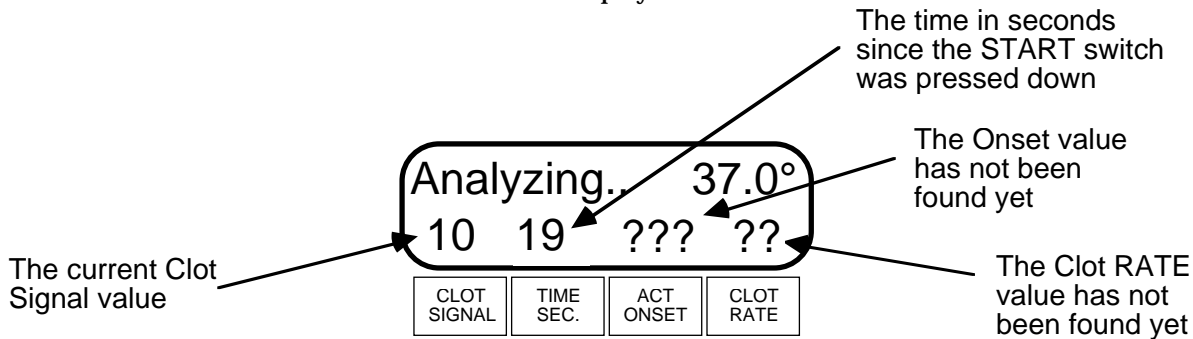 The time in seconds
since the START switch
was pressed down
The Onset value
has not been
found yet
Analyzing.. 37.0°
10 19 ??? ??
The current Clot
Signal value
The Clot RATE
value has not
been found yet
CLOT
SIGNAL
TIME
SEC.
ACT
ONSET
CLOT
RATE